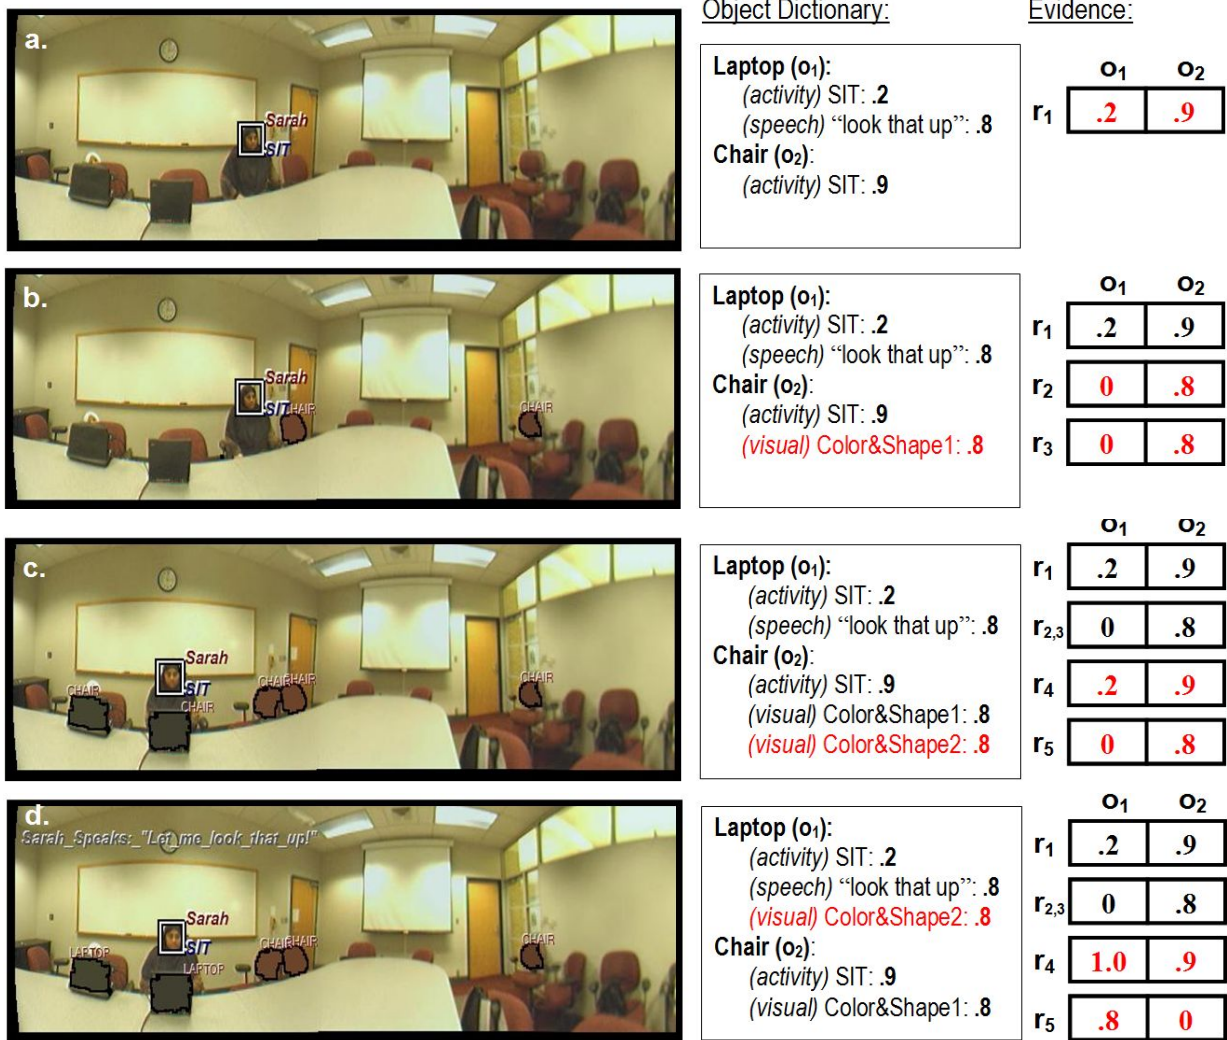 Object Dictionary:
Evidence:
a.
Sarah
SIT
Laptop (o1):
(activity) SIT: .2
(speech) “look that up”: .8
Chair (o2):
(activity) SIT: .9
o1 o2
r1 .2 .9
b.
Sarah
SIT
CHAIR
CHAIR
Laptop (o1):
(activity) SIT: .2
(speech) “look that up”: .8
Chair (o2):
(activity) SIT: .9
(visual) Color&Shape1: .8
o1 o2
r1 .2 .9
r2 0 .8
r3 0 .8
c.
Sarah
SIT
CHAIR
CHAIR
CHAIR
CHAIR
CHAIR
Laptop (o1):
(activity) SIT: .2
(speech) “look that up”: .8
Chair (o2):
(activity) SIT: .9
(visual) Color&Shape1: .8
(visual) Color&Shape2: .8
o1 o2
r1 .2 .9
r2,3 0 .8
r4 .2 .9
r5 0 .8
d.
Sarah_Speaks:_"Let_me_look_that_up!"
Sarah
SIT
LAPTOP
LAPTOP
CHAIR
CHAIR
CHAIR
Laptop (o1):
(activity) SIT: .2
(speech) “look that up”: .8
(visual) Color&Shape2: .8
Chair (o2):
(activity) SIT: .9
(visual) Color&Shape1: .8
o1 o2
r1 .2 .9
r2,3 0 .8
r4 1.0 .9
r5 .8 0